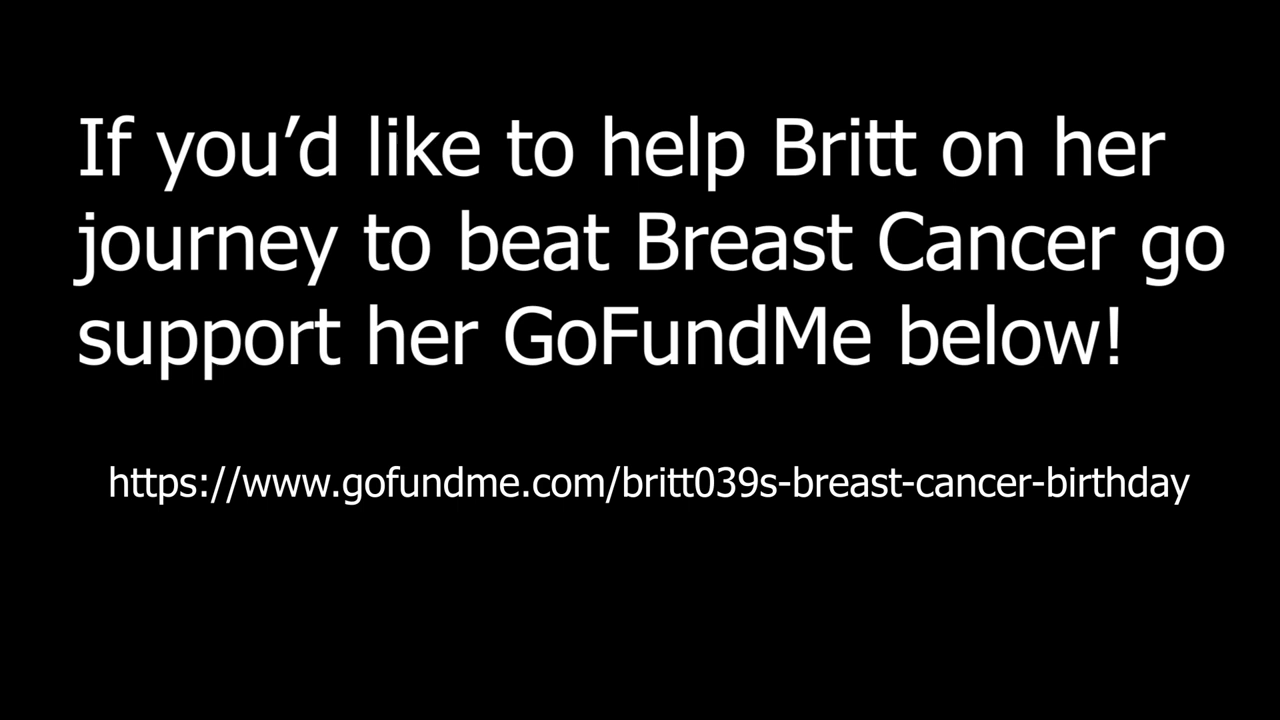 If you’d like to help Britt on her
journey to beat Breast Cancer go
support her GoFundMe below!
https://www.gofundme.com/britt039s-breast-cancer-birthday